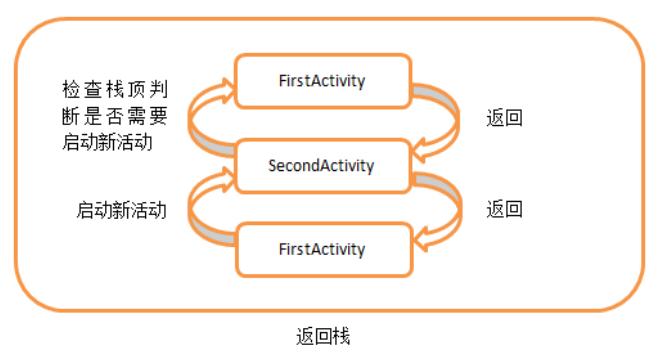 FirstActivity
检查栈顶判
断是否需要
启动新活动
返回
SecondActivity
启动新活动
返回
FirstActivity
返回栈